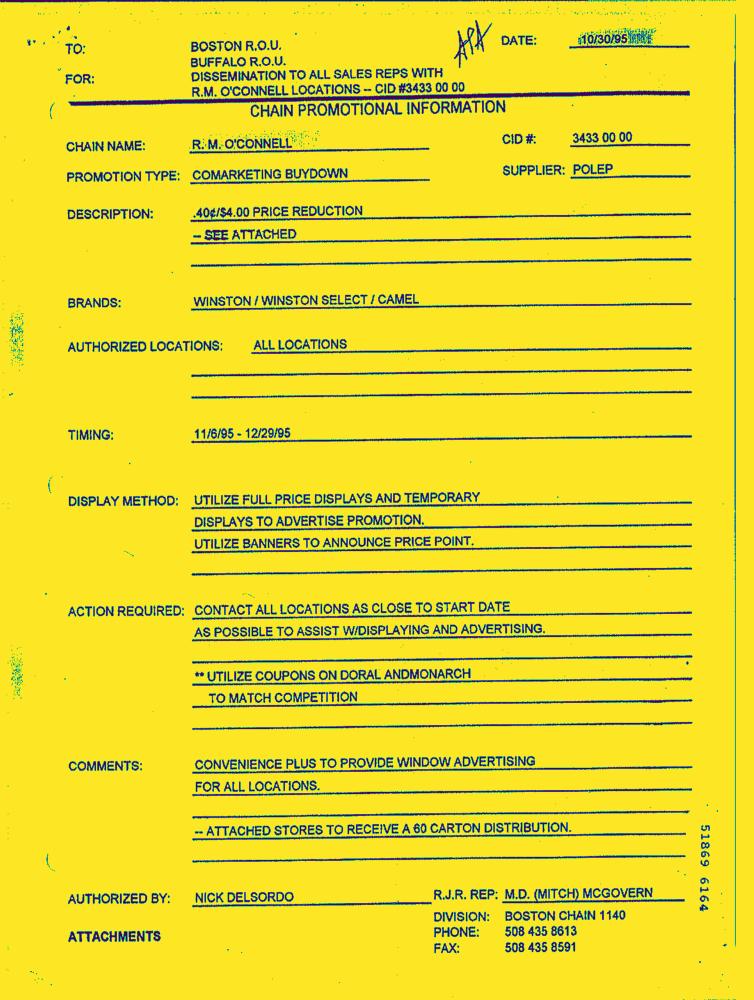 TO: BOSTON R.O.U. DATE: 10/30/95
BUFFALO R.O.U.
FOR: DISSEMINATION TO ALL SALES REPS WITH
R.M. O'CONNELL LOCATIONS -- CID #3433 00 00
CHAIN PROMOTIONAL INFORMATION
CHAIN NAME: R. M. O'CONNELL CID #: 3433 00 00
PROMOTION TYPE: COMARKETING BUYDOWN SUPPLIER: POLEP
DESCRIPTION: .40¢/$4.00 PRICE REDUCTION
-- SEE ATTACHED
BRANDS: WINSTON / WINSTON SELECT / CAMEL
AUTHORIZED LOCATIONS: ALL LOCATIONS
TIMING: 11/6/95 - 12/29/95
DISPLAY METHOD: UTILIZE FULL PRICE DISPLAYS AND TEMPORARY
DISPLAYS TO ADVERTISE PROMOTION.
UTILIZE BANNERS TO ANNOUNCE PRICE POINT.
ACTION REQUIRED: CONTACT ALL LOCATIONS AS CLOSE TO START DATE
AS POSSIBLE TO ASSIST W/DISPLAYING AND ADVERTISING.
** UTILIZE COUPONS ON DORAL ANDMONARCH
TO MATCH COMPETITION
COMMENTS: CONVENIENCE PLUS TO PROVIDE WINDOW ADVERTISING
FOR ALL LOCATIONS.
-- ATTACHED STORES TO RECEIVE A 60 CARTON DISTRIBUTION.
AUTHORIZED BY: NICK DELSORDO R.J.R. REP: M.D. (MITCH) MCGOVERN
DIVISION: BOSTON CHAIN 1140
ATTACHMENTS PHONE: 508 435 8613
FAX: 508 435 8591
51869 6164